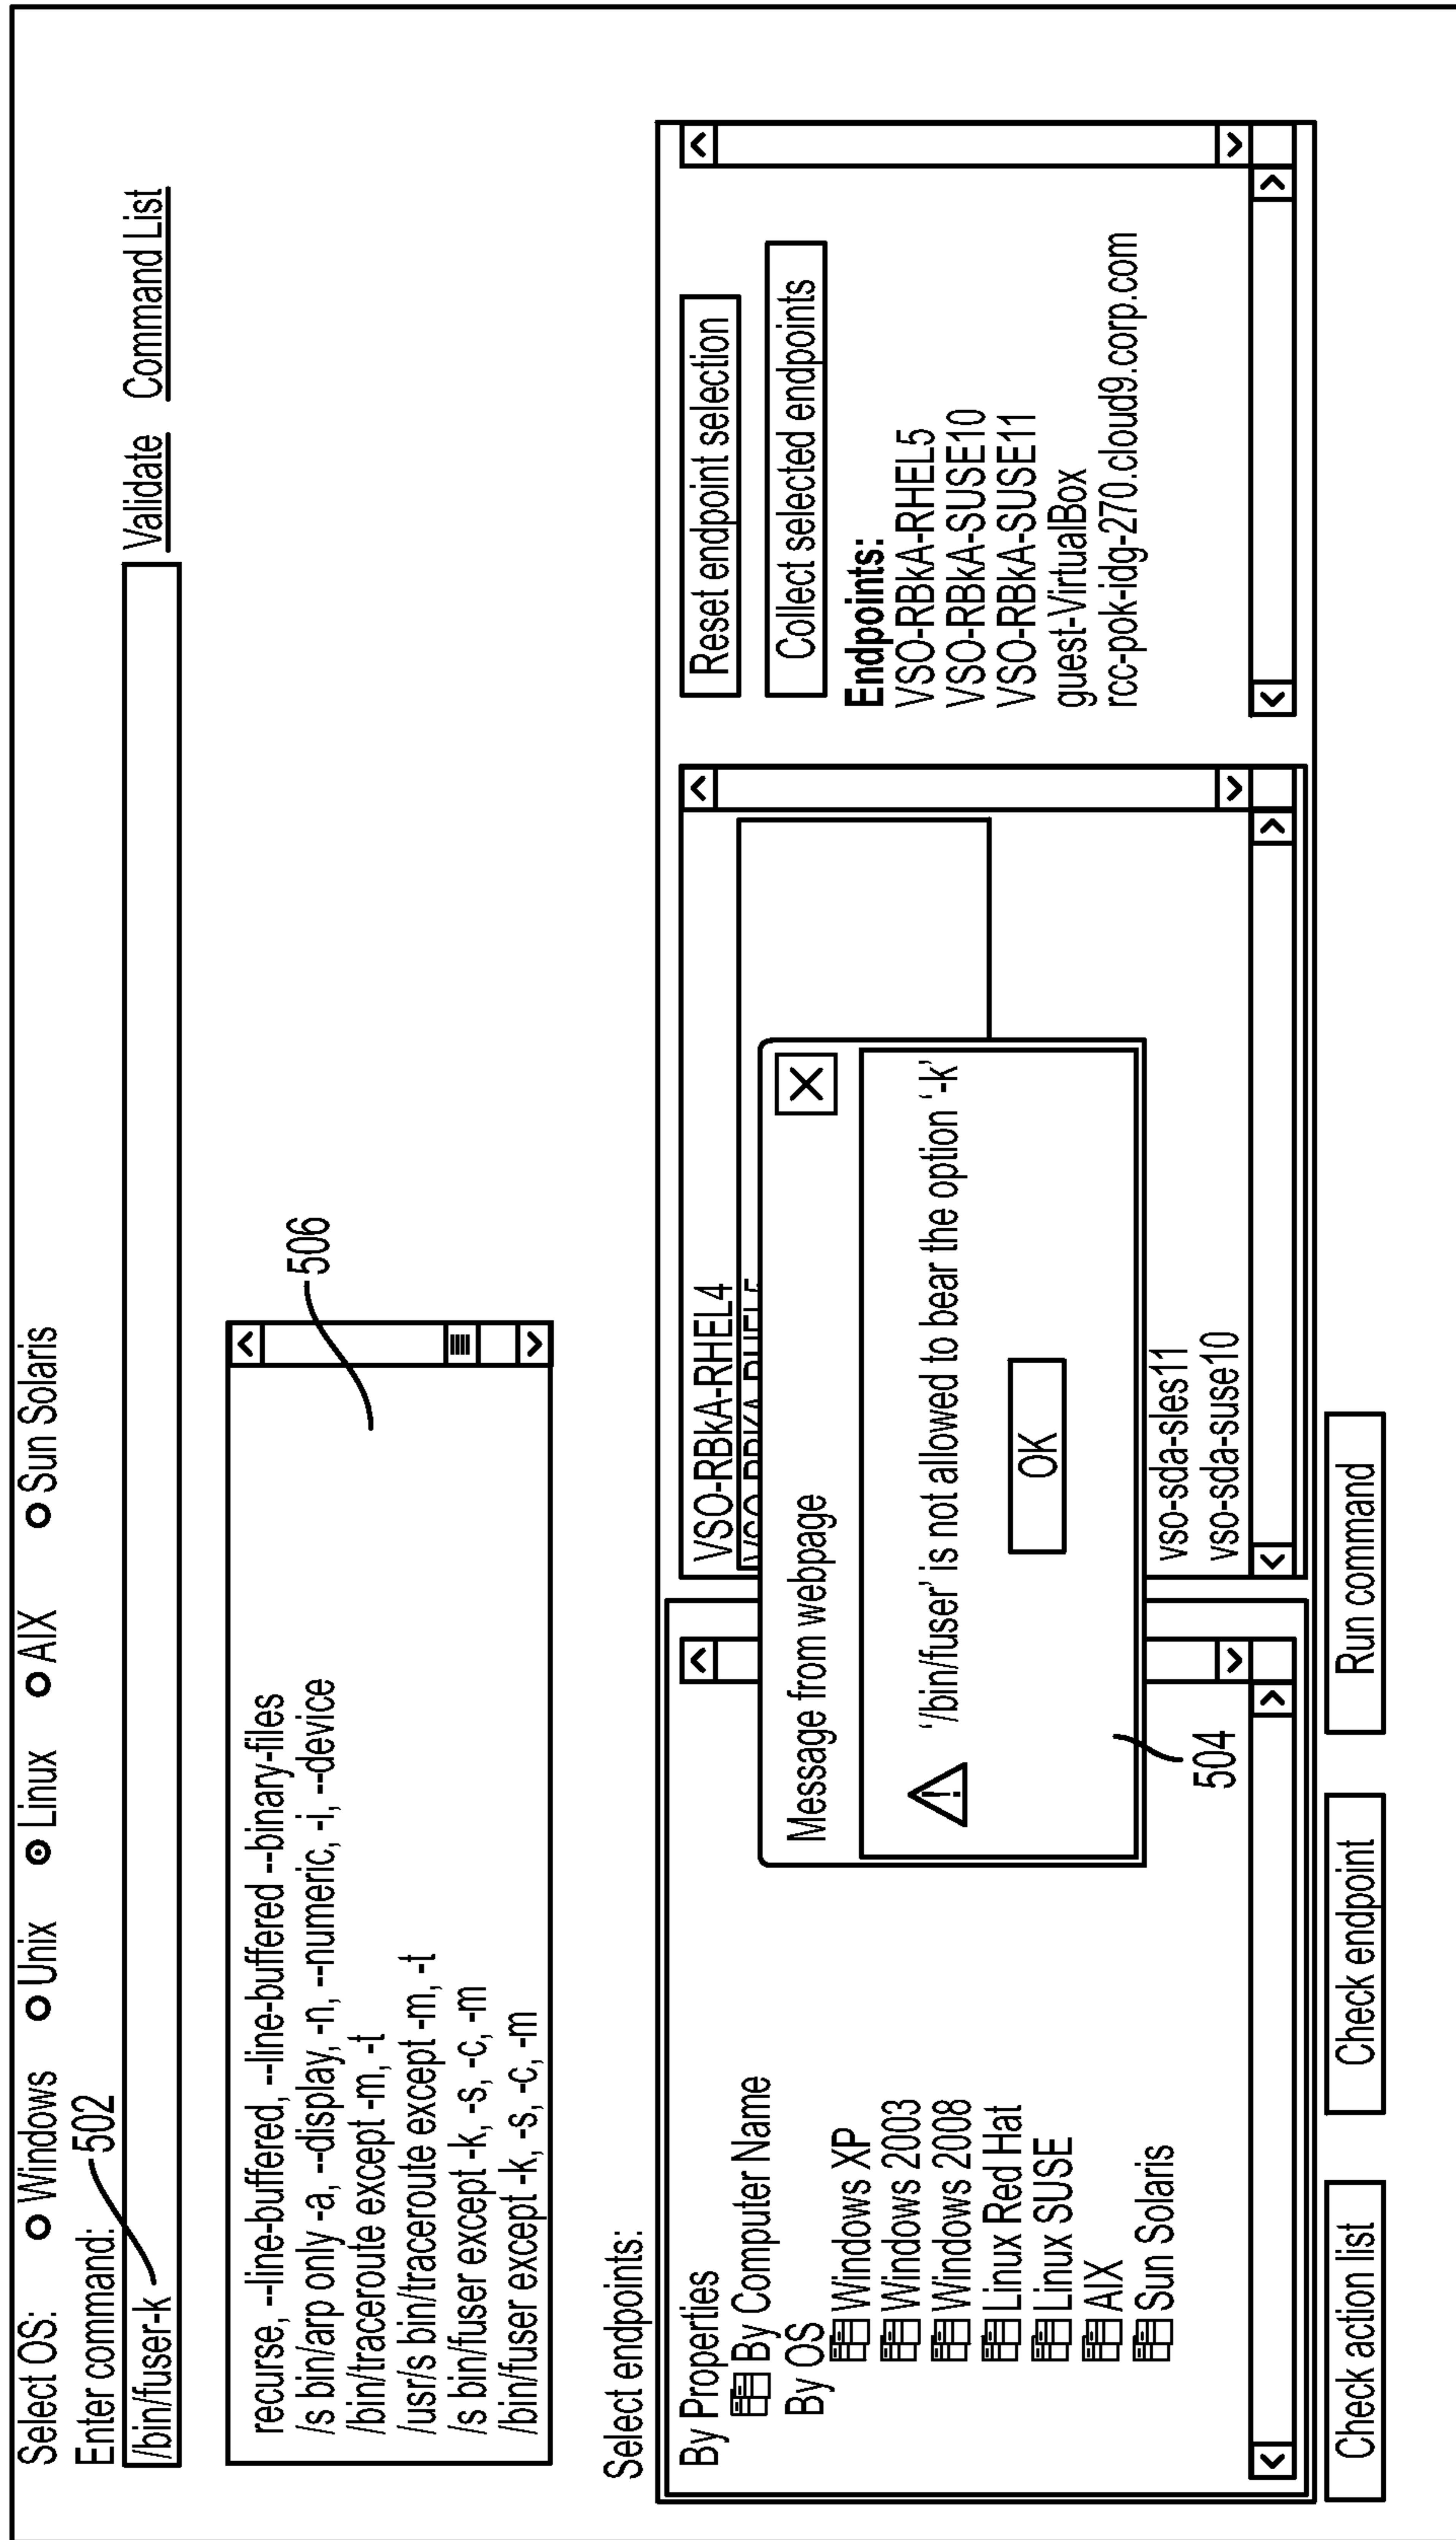 Select OS: Windows Unix Linux AIX Sun Solaris
Enter command: 502
/bin/fuser-k Validate Command List
506
recurse, --line-buffered, --line-buffered --binary-files
/s bin/arp only -a, --display, -n, --numeric, -i, --device
/bin/traceroute except -m, -t
/usr/s bin/traceroute except -m, -t
/s bin/fuser except -k, -s, -c, -m
/bin/fuser except -k, -s, -c, -m
Select endpoints:
By Properties
By Computer Name
By OS
Windows XP
Windows 2003
Windows 2008
Linux Red Hat
Linux SUSE
AIX
Sun Solaris
VSO-RBkA-RHEL4
Message from webpage
'/bin/fuser' is not allowed to bear the option '-k'
OK
504
vso-sda-sles11
vso-sda-suse10
Reset endpoint selection
Collect selected endpoints
Endpoints:
VSO-RBkA-RHEL5
VSO-RBkA-SUSE10
VSO-RBkA-SUSE11
guest-VirtualBox
rcc-pok-idg-270.cloud9.corp.com
Check action list Check endpoint Run command